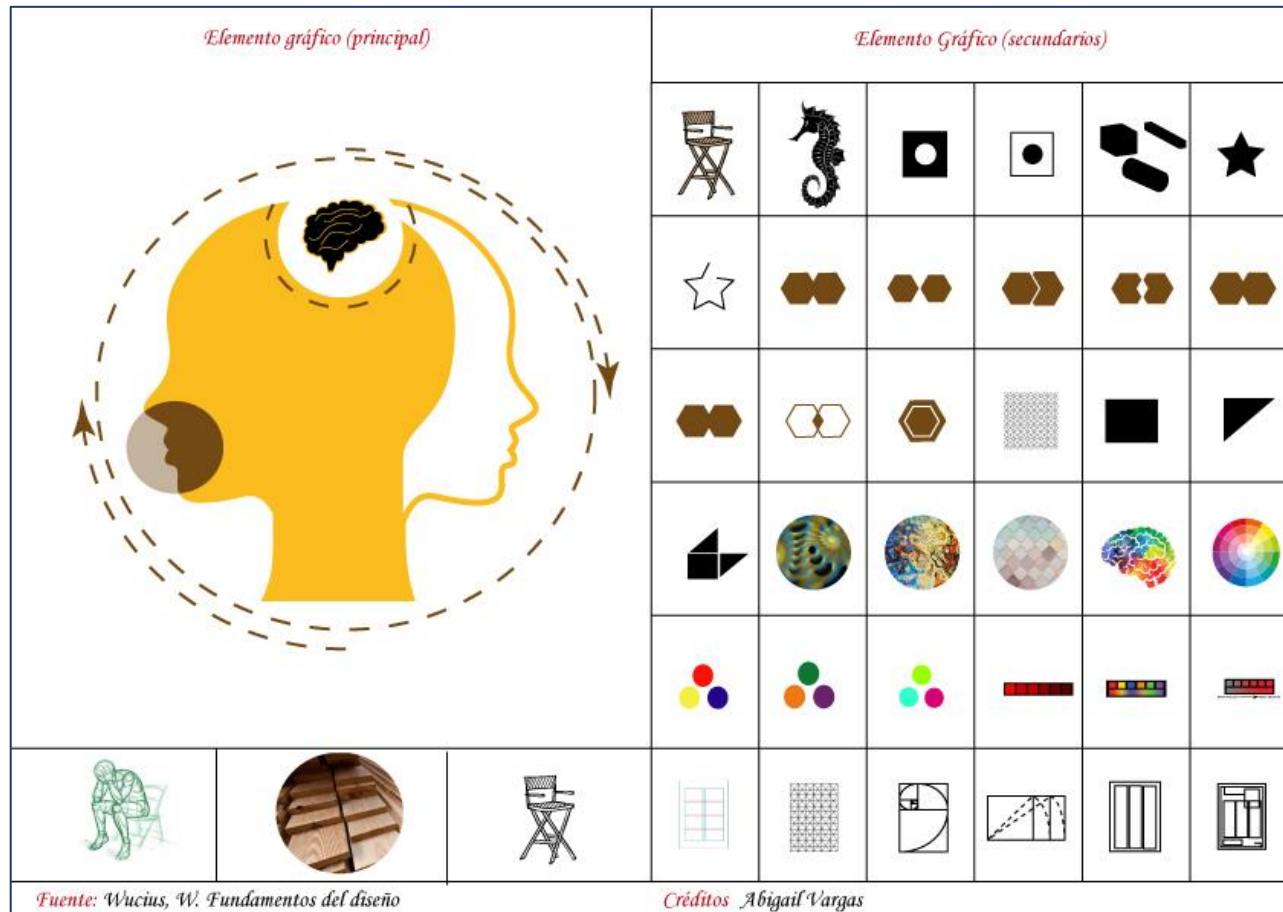 Elemento gráfico (principal)
Elemento Gráfico (secundarios)
Fuente: Wucius, W. Fundamentos del diseño
Créditos Abigail Vargas